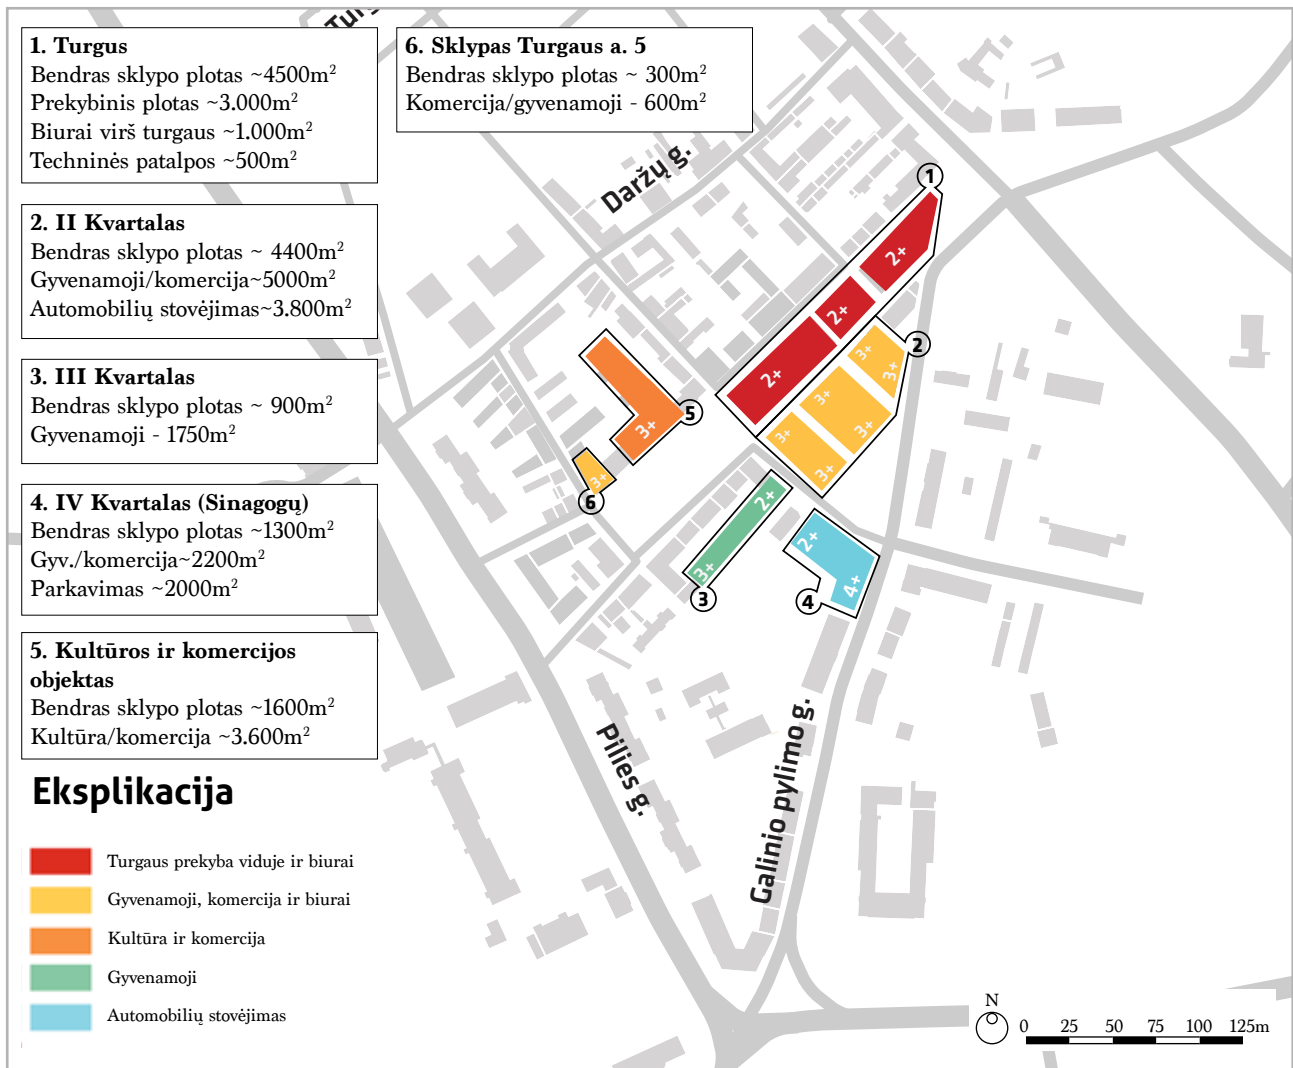 1. Turgus
Bendras sklypo plotas ~4500m²
Prekybinis plotas ~3.000m²
Biurai virš turgaus ~1.000m²
Techninės patalpos ~500m²
2. II Kvartalas
Bendras sklypo plotas ~ 4400m²
Gyvenamoji/komercija~5000m²
Automobilių stovėjimas~3.800m²
3. III Kvartalas
Bendras sklypo plotas ~ 900m²
Gyvenamoji - 1750m²
4. IV Kvartalas (Sinagogų)
Bendras sklypo plotas ~1300m²
Gyv./komercija~2200m²
Parkavimas ~2000m²
5. Kultūros ir komercijos
objektas
Bendras sklypo plotas ~1600m²
Kultūra/komercija ~3.600m²
6. Sklypas Turgaus a. 5
Bendras sklypo plotas ~ 300m²
Komercija/gyvenamoji - 600m²
Daržų g.
1
2+
2+
2+
2
3+
3+
3+
3+
3+
3+
5
3+
6
3+
3
2+
3+
4
2+
4+
Pilies g.
Galinio pylimo g.
Eksplikacija
Turgaus prekyba viduje ir biurai
Gyvenamoji, komercija ir biurai
Kultūra ir komercija
Gyvenamoji
Automobilių stovėjimas
N
0 25 50 75 100 125m